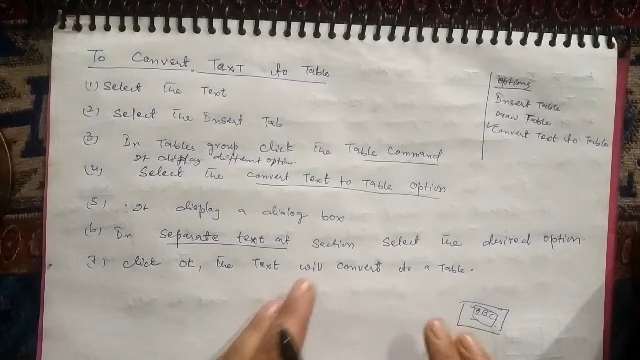 To Convert Text to Table
(1) Select The Text
(2) Select The Insert Tab
(3) In Tables group click The Table Command
It display different option
(4) Select The Convert Text to Table Option
5) It display a dialog box
(6) In Separate text at Section Select The desired option.
7) Click Ok, The Text will Convert to a Table.
Options
Insert Table
Draw Table
Convert Text to Table